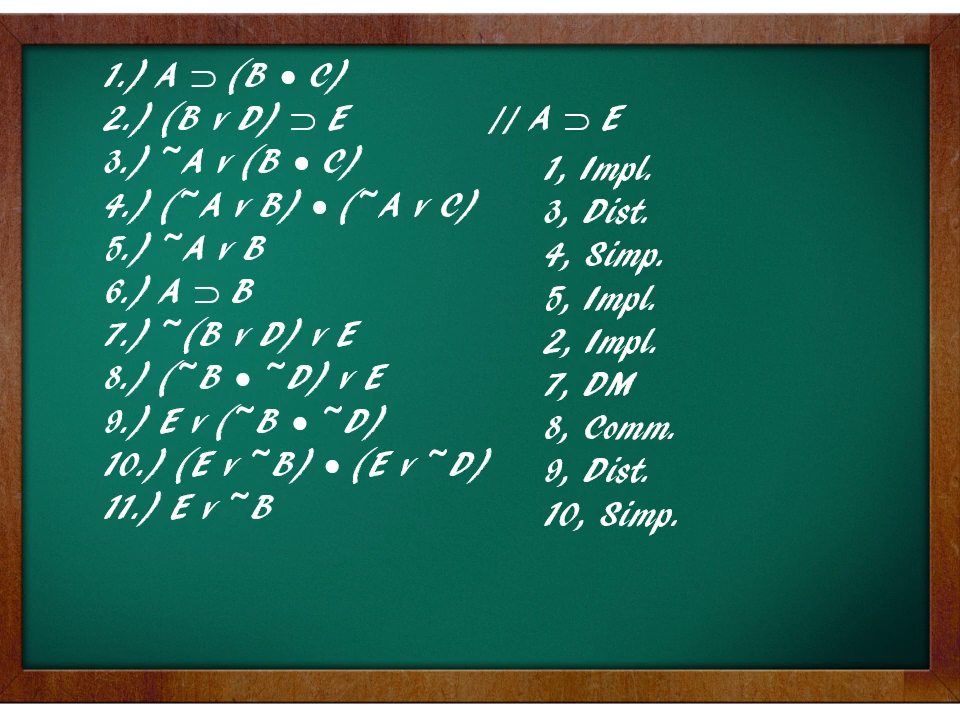 1.) A ⊃ (B • C)
2.) (B v D) ⊃ E // A ⊃ E
3.) ~A v (B • C) 1, Impl.
4.) (~A v B) • (~A v C) 3, Dist.
5.) ~A v B 4, Simp.
6.) A ⊃ B 5, Impl.
7.) ~(B v D) v E 2, Impl.
8.) (~B • ~D) v E 7, DM
9.) E v (~B • ~D) 8, Comm.
10.) (E v ~B) • (E v ~D) 9, Dist.
11.) E v ~B 10, Simp.